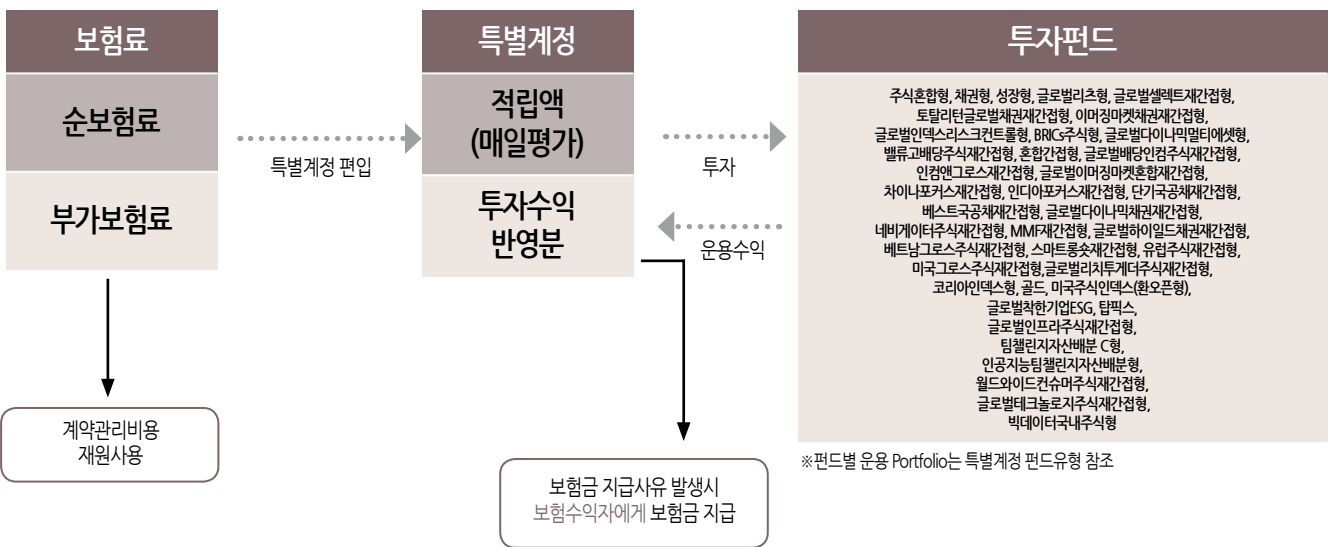 보험료
순보험료
부가보험료
계약관리비용
재원사용
특별계정 편입
특별계정
적립액
(매일평가)
투자수익
반영분
투자
운용수익
보험금 지급사유 발생시
보험수익자에게 보험금 지급
투자펀드
주식혼합형, 채권형, 성장형, 글로벌리츠형, 글로벌셀렉트재간접형,
토탈리턴글로벌채권재간접형, 이머징마켓채권재간접형,
글로벌인덱스리스크컨트롤형, BRICs주식형, 글로벌다이나믹멀티에셋형,
밸류고배당주식재간접형, 혼합간접형, 글로벌배당인컴주식재간접형,
인컴앤그로스재간접형, 글로벌이머징마켓혼합재간접형,
차이나포커스재간접형, 인디아포커스재간접형, 단기국공채재간접형,
베스트국공채재간접형, 글로벌다이나믹채권재간접형,
네비게이터주식재간접형, MMF재간접형, 글로벌하이일드채권재간접형,
베트남그로스주식재간접형, 스마트롱숏재간접형, 유럽주식재간접형,
미국그로스주식재간접형,글로벌리치투게더주식재간접형,
코리아인덱스형, 골드, 미국주식인덱스(환오픈형),
글로벌착한기업ESG, 탑픽스,
글로벌인프라주식재간접형,
팀챌린지자산배분 C형,
인공지능팀챌린지자산배분형,
월드와이드컨슈머주식재간접형,
글로벌테크놀로지주식재간접형,
빅데이터국내주식형
※펀드별 운용 Portfolio는 특별계정 펀드유형 참조